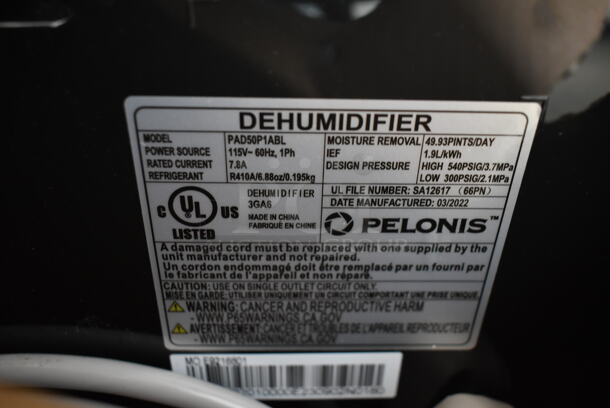 DEHUMIDIFIER
MODEL PAD50P1ABL
POWER SOURCE 115V~ 60Hz, 1Ph
RATED CURRENT 7.8A
REFRIGERANT R410A/6.88oz/0.195kg
MOISTURE REMOVAL 49.93PINTS/DAY
IEF 1.9L/kWh
DESIGN PRESSURE HIGH 540PSIG/3.7MPa
LOW 300PSIG/2.1MPa
C UL US
LISTED
DEHUMIDIFIER
3GA6
MADE IN CHINA
FABRIQUÉ EN CHINE
UL FILE NUMBER: SA12617 (66PN)
DATE MANUFACTURED: 03/2022
PELONIS™
A damaged cord must be replaced with one supplied by the
unit manufacturer and not repaired.
Un cordon endommagé doit être remplacé par un fourni par
le fabricant de l'appareil et non réparé.
CAUTION: USE ON SINGLE OUTLET CIRCUIT ONLY.
MISE EN GARDE: UTILISER UNIQUEMENT UN CIRCUIT COMPORTANT UNE PRISE UNIQUE
WARNING: CANCER AND REPRODUCTIVE HARM
- WWW.P65WARNINGS.CA.GOV
AVERTISSEMENT: CANCER ET TROUBLES DE L'APPAREIL REPRODUCTEUR
- WWW.P65WARNINGS.CA.GOV